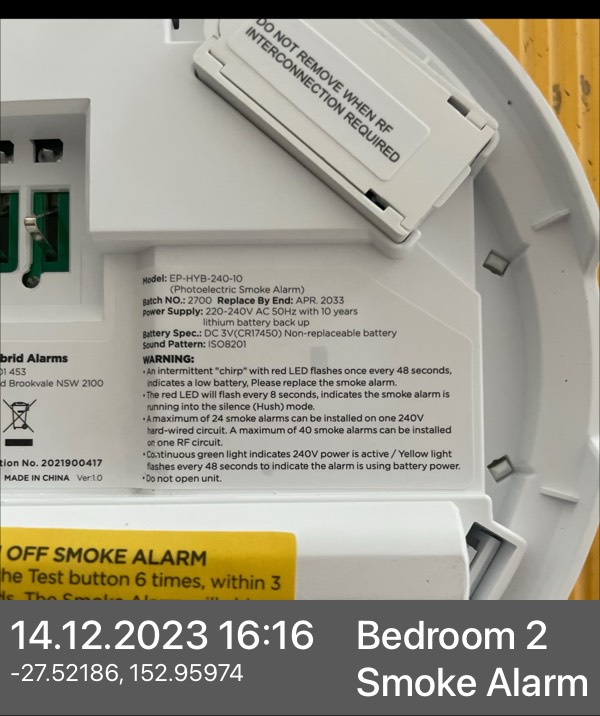 DO NOT REMOVE WHEN RF
INTERCONNECTION REQUIRED
Model: EP-HYB-240-10
(Photoelectric Smoke Alarm)
Batch NO.: 2700 Replace By End: APR. 2033
Power Supply: 220-240V AC 50Hz with 10 years
lithium battery back up
Battery Spec.: DC 3V(CR17450) Non-replaceable battery
Sound Pattern: ISO8201
WARNING:
•An intermittent "chirp" with red LED flashes once every 48 seconds,
indicates a low battery, Please replace the smoke alarm.
•The red LED will flash every 8 seconds, indicates the smoke alarm is
running into the silence (Hush) mode.
•A maximum of 24 smoke alarms can be installed on one 240V
hard-wired circuit. A maximum of 40 smoke alarms can be installed
on one RF circuit.
•Continuous green light indicates 240V power is active / Yellow light
flashes every 48 seconds to indicate the alarm is using battery power.
•Do not open unit.
brid Alarms
01 453
d Brookvale NSW 2100
tion No. 2021900417
MADE IN CHINA Ver:1.0
OFF SMOKE ALARM
he Test button 6 times, within 3
14.12.2023 16:16
-27.52186, 152.95974
Bedroom 2
Smoke Alarm